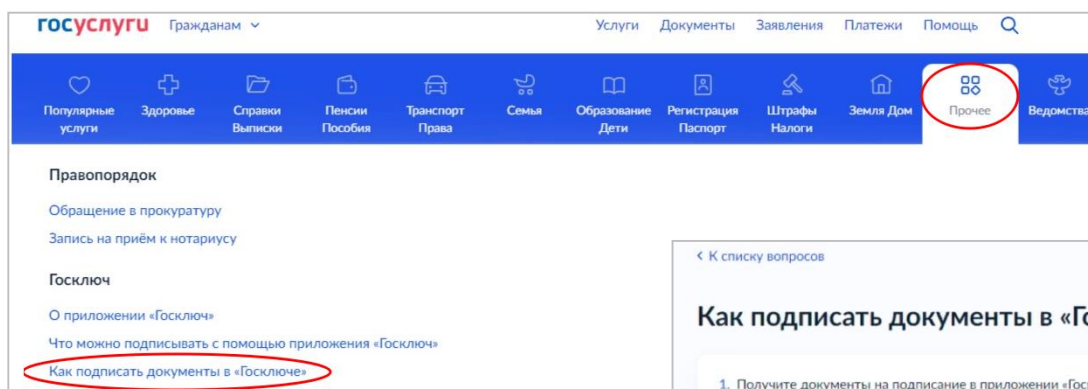 госуслуги Гражданам Услуги Документы Заявления Платежи Помощь
Популярные услуги
Здоровье
Справки Выписки
Пенсии Пособия
Транспорт Права
Семья
Образование Дети
Регистрация Паспорт
Штрафы Налоги
Земля Дом
Прочее
Ведомства
Правопорядок
Обращение в прокуратуру
Запись на приём к нотариусу
Госключ
О приложении «Госключ»
Что можно подписывать с помощью приложения «Госключ»
Как подписать документы в «Госключе»
К списку вопросов
Как подписать документы в «Го
1. Получите документы на подписание в приложении «Гос